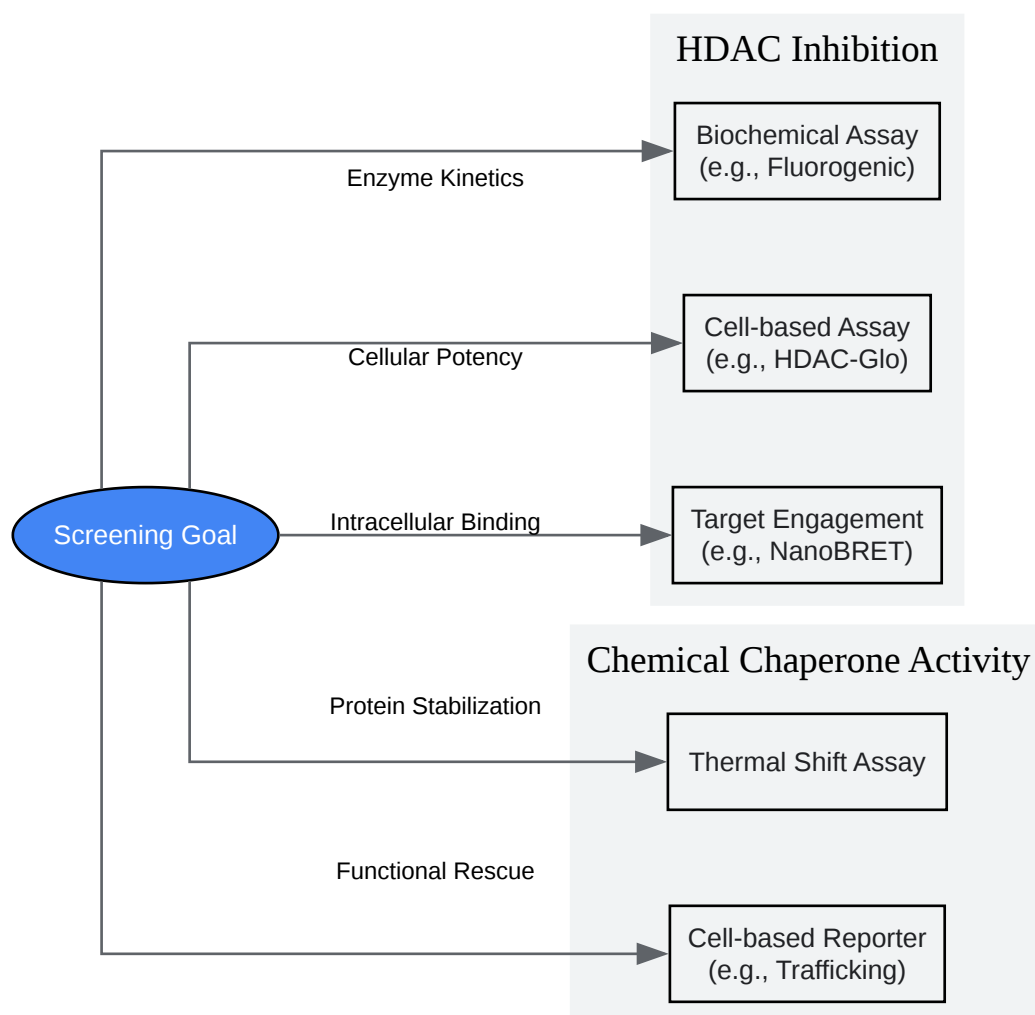 HDAC Inhibition
Biochemical Assay
(e.g., Fluorogenic)
Enzyme Kinetics
Cell-based Assay
(e.g., HDAC-Glo)
Cellular Potency
Screening Goal
Intracellular Binding
Target Engagement
(e.g., NanoBRET)
Chemical Chaperone Activity
Protein Stabilization
Thermal Shift Assay
Functional Rescue
Cell-based Reporter
(e.g., Trafficking)